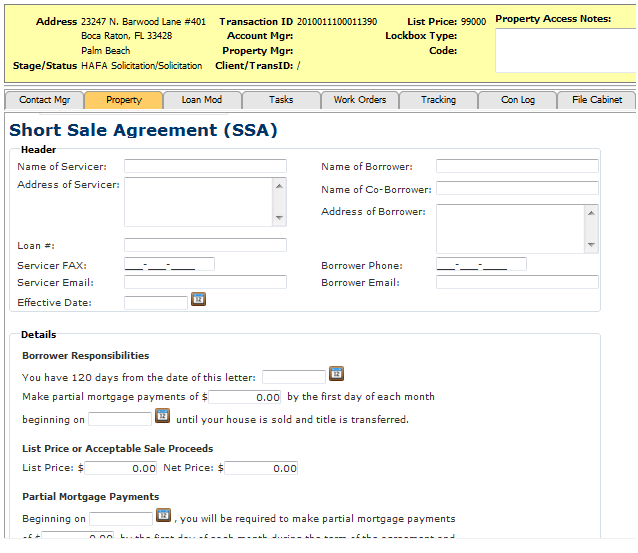 Address 23247 N. Barwood Lane #401 Transaction ID 2010011100011390 List Price: 99000 Property Access Notes:
Boca Raton, FL 33428 Account Mgr: Lockbox Type:
Palm Beach Property Mgr: Code:
Stage/Status HAFA Solicitation/Solicitation Client/TransID: /
Contact Mgr Property Loan Mod Tasks Work Orders Tracking Con Log File Cabinet
Short Sale Agreement (SSA)
Header
Name of Servicer: Name of Borrower:
Address of Servicer: Name of Co-Borrower:
Address of Borrower:
Loan #:
Servicer FAX: ___-___-____ Borrower Phone: ___-___-____
Servicer Email: Borrower Email:
Effective Date: 12
Details
Borrower Responsibilities
You have 120 days from the date of this letter: 12
Make partial mortgage payments of $ 0.00 by the first day of each month
beginning on 12 until your house is sold and title is transferred.
List Price or Acceptable Sale Proceeds
List Price: $ 0.00 Net Price: $ 0.00
Partial Mortgage Payments
Beginning on 12 , you will be required to make partial mortgage payments
of $ 0.00 by the first day of each month during the term of the agreement and